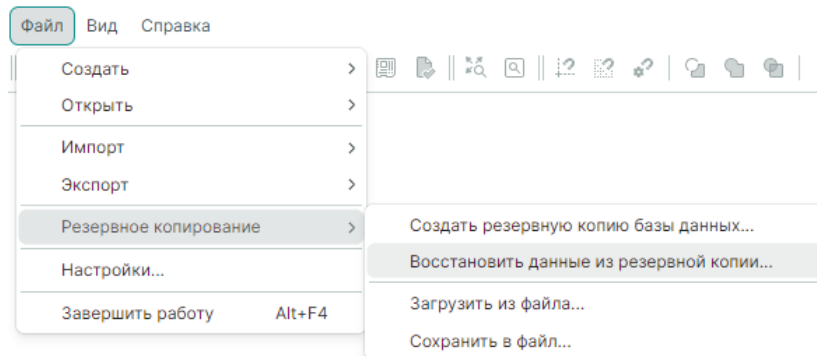 Файл Вид Справка
Создать
Открыть
Импорт
Экспорт
Резервное копирование
Настройки...
Завершить работу Alt+F4
Создать резервную копию базы данных...
Восстановить данные из резервной копии...
Загрузить из файла...
Сохранить в файл...